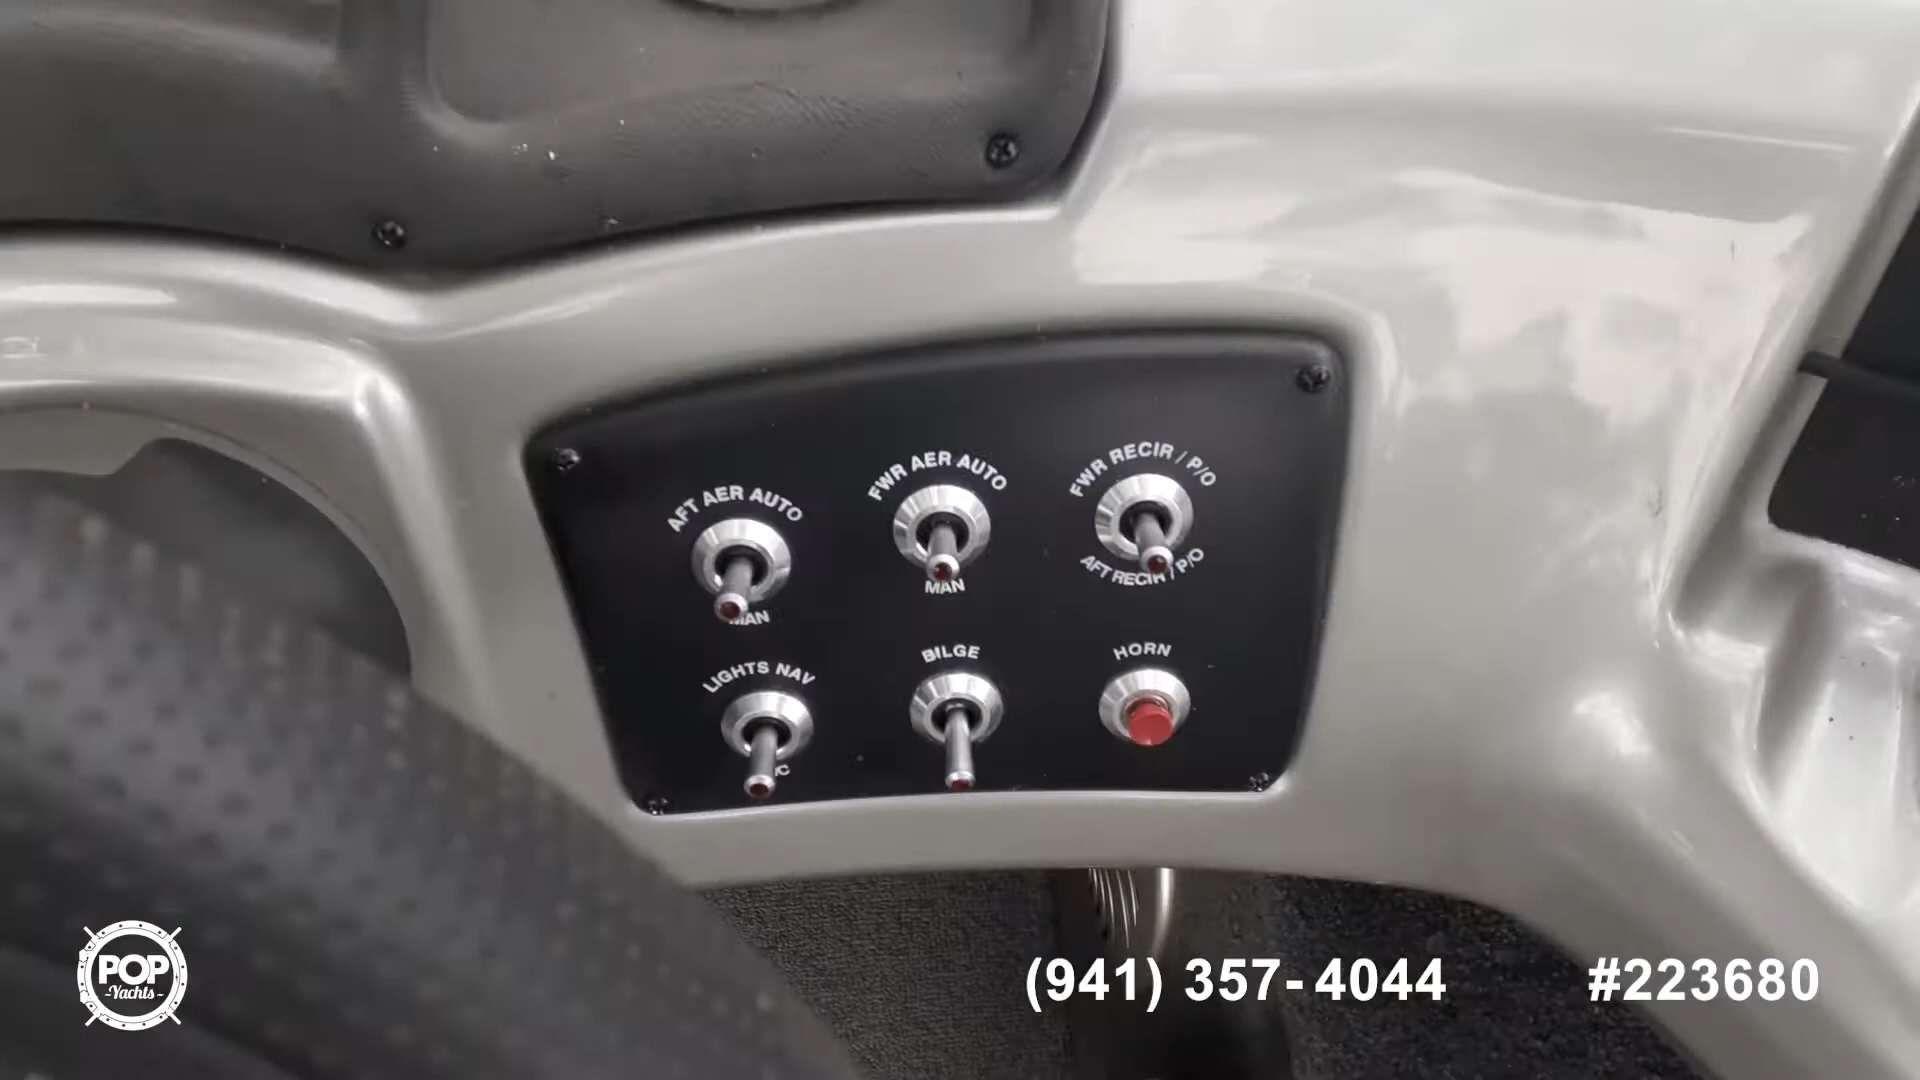 AFT AER AUTO
MAN
FWR AER AUTO
MAN
FWR RECIR / P/O
AFT RECIR / P/O
LIGHTS NAV
BILGE
HORN
POP
-Yachts-
(941) 357-4044
#223680